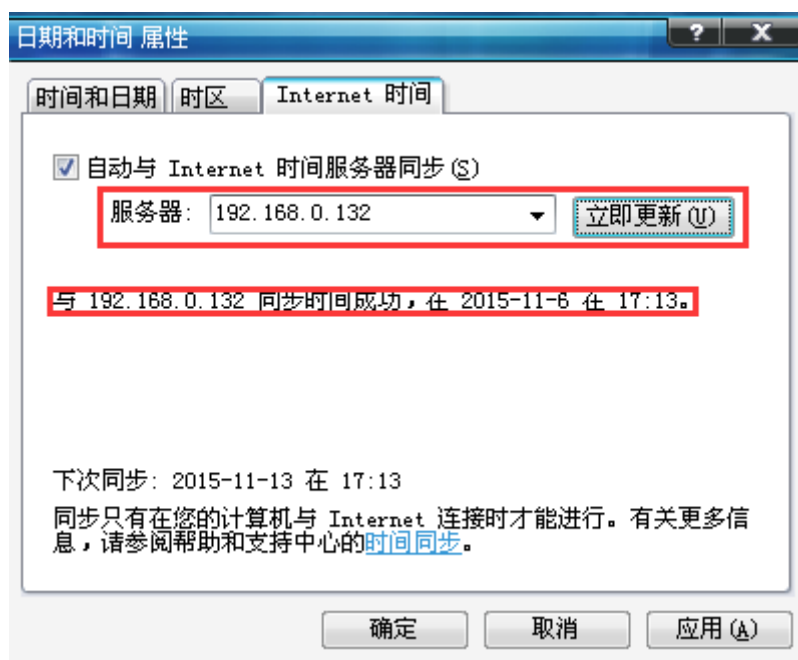 日期和时间 属性
? X
时间和日期 时区 Internet 时间
自动与 Internet 时间服务器同步(S)
服务器: 192.168.0.132 立即更新(U)
与 192.168.0.132 同步时间成功，在 2015-11-6 在 17:13。
下次同步: 2015-11-13 在 17:13
同步只有在您的计算机与 Internet 连接时才能进行。有关更多信
息，请参阅帮助和支持中心的时间同步。
确定 取消 应用(A)